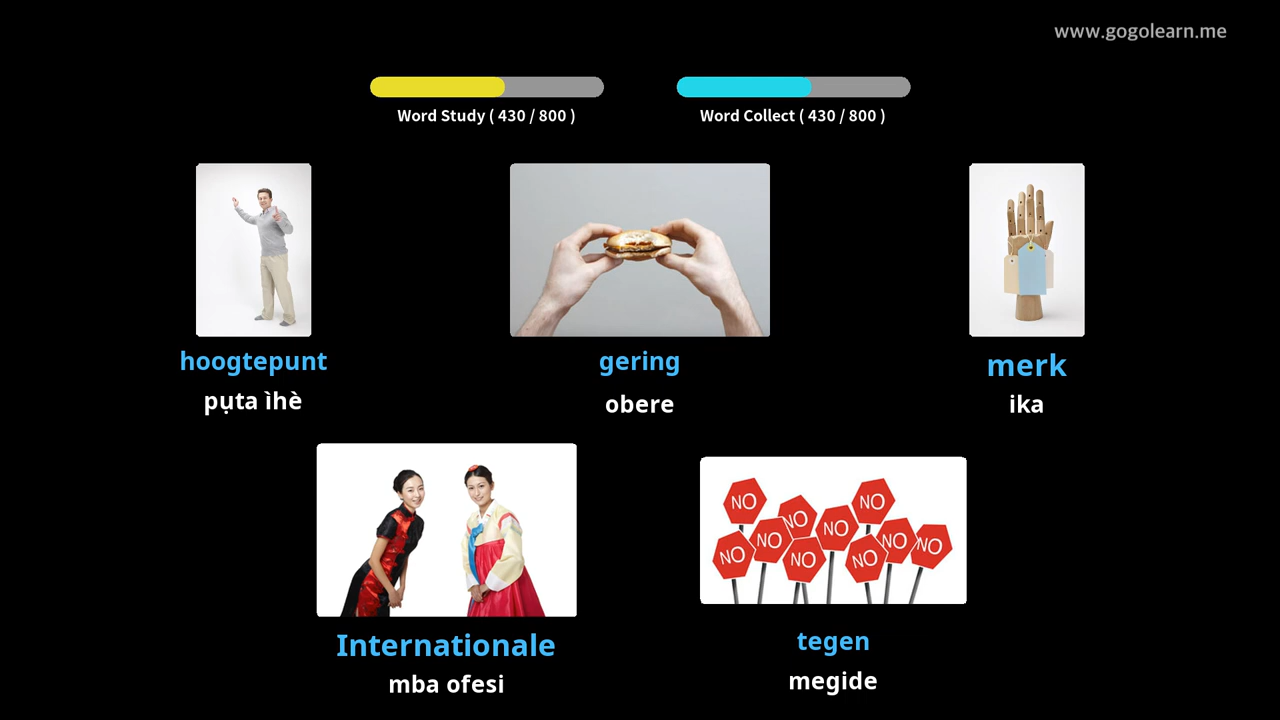 www.gogolearn.me
Word Study ( 430 / 800 )
Word Collect ( 430 / 800 )
hoogtepunt
pụta ìhè
gering
obere
merk
ika
NO
NO
NO
NO
NO
NO
NO
NO
NO
NO
Internationale
mba ofesi
tegen
megide